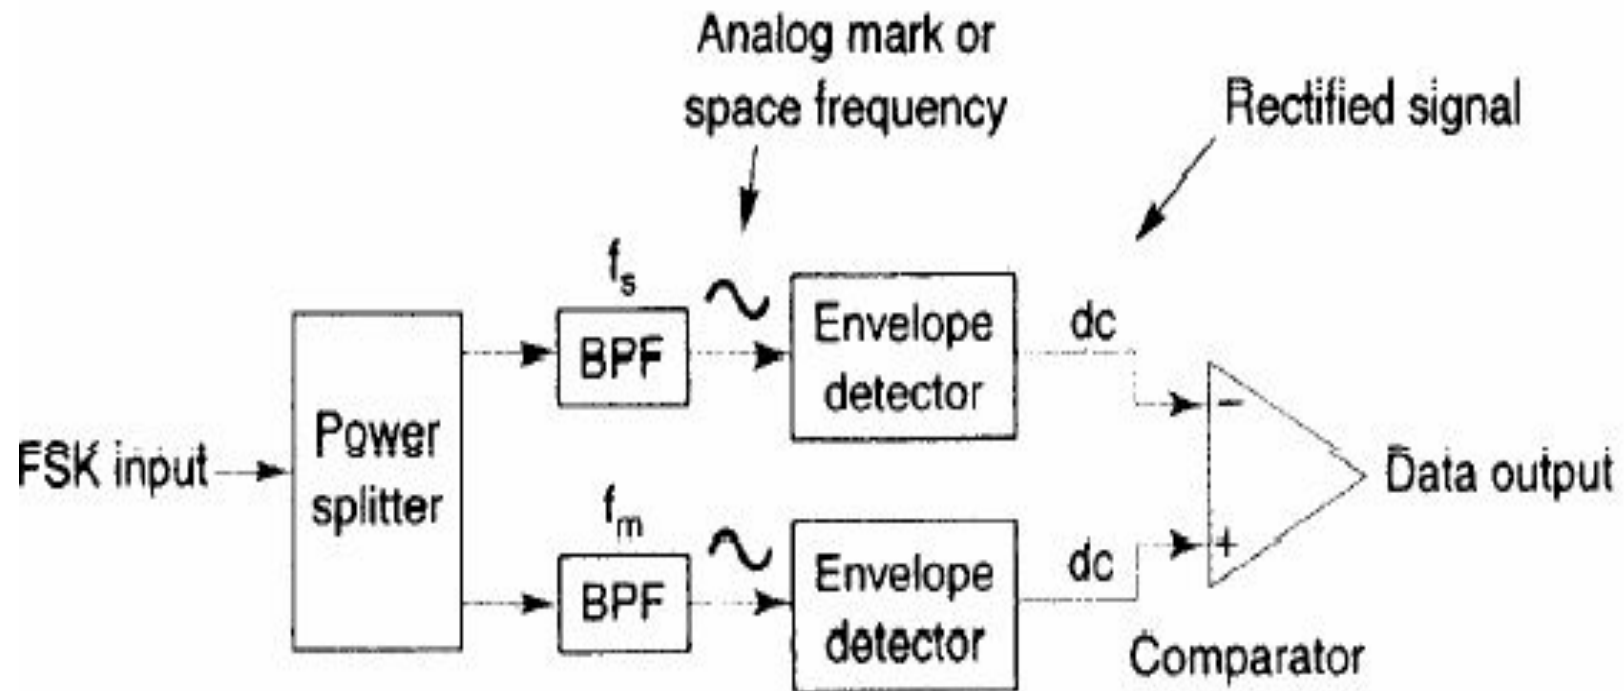 Analog mark or
space frequency
Rectified signal
fₛ
BPF
Envelope
detector
dc
−
FSK input
Power
splitter
Data output
fₘ
BPF
Envelope
detector
dc
+
Comparator